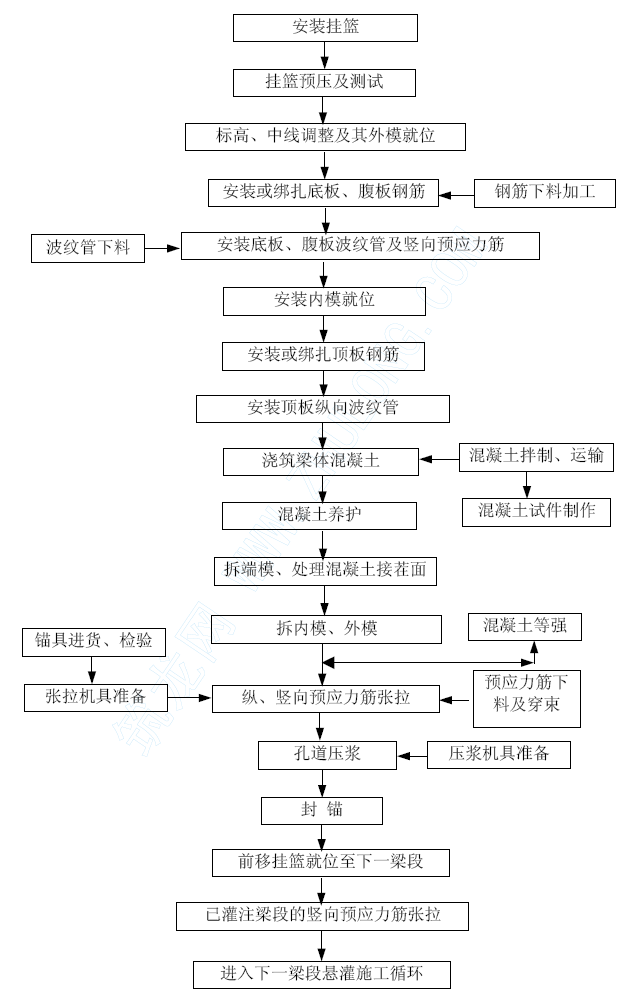 安装挂篮
挂篮预压及测试
标高、中线调整及其外模就位
安装或绑扎底板、腹板钢筋
钢筋下料加工
波纹管下料
安装底板、腹板波纹管及竖向预应力筋
安装内模就位
安装或绑扎顶板钢筋
安装顶板纵向波纹管
浇筑梁体混凝土
混凝土拌制、运输
混凝土试件制作
混凝土养护
拆端模、处理混凝土接茬面
拆内模、外模
混凝土等强
锚具进货、检验
张拉机具准备
纵、竖向预应力筋张拉
预应力筋下
料及穿束
孔道压浆
压浆机具准备
封 锚
前移挂篮就位至下一梁段
已灌注梁段的竖向预应力筋张拉
进入下一梁段悬灌施工循环
筑龙网 WWW.ZHULONG.COM